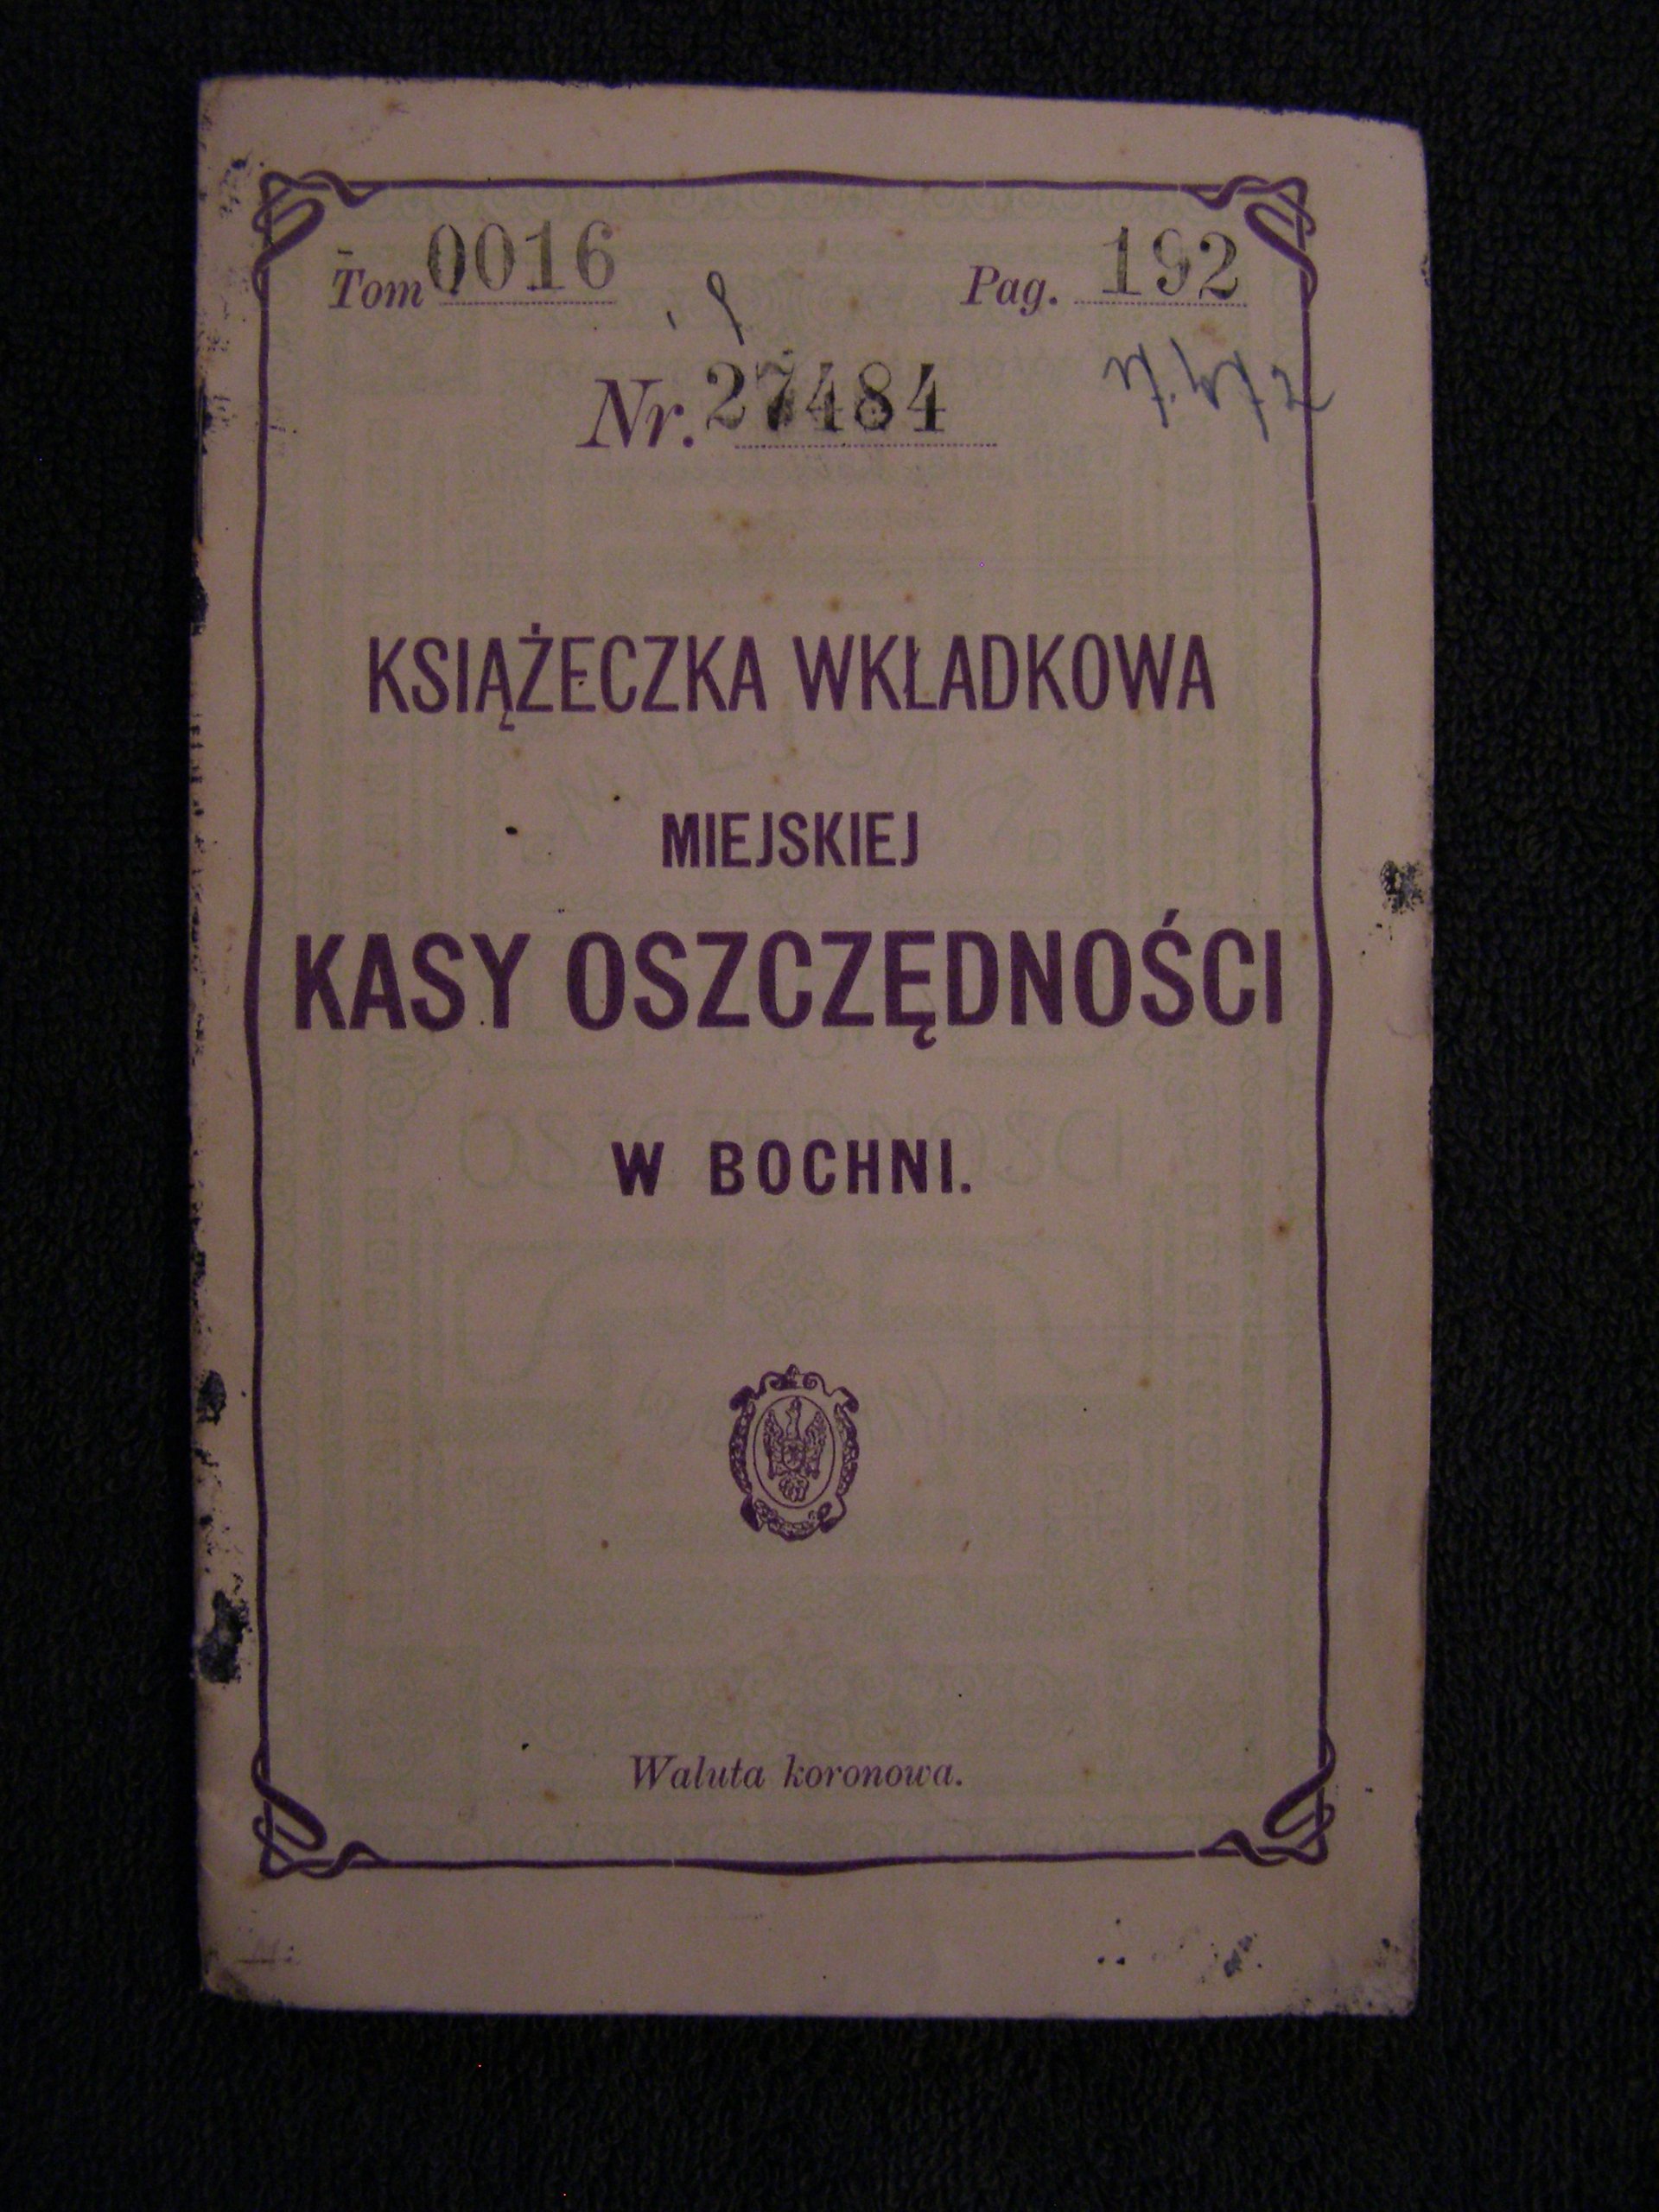 Tom 0016 Pag. 192
Nr. 27484
KSIĄŻECZKA WKŁADKOWA
MIEJSKIEJ
KASY OSZCZĘDNOŚCI
W BOCHNI.
Waluta koronowa.